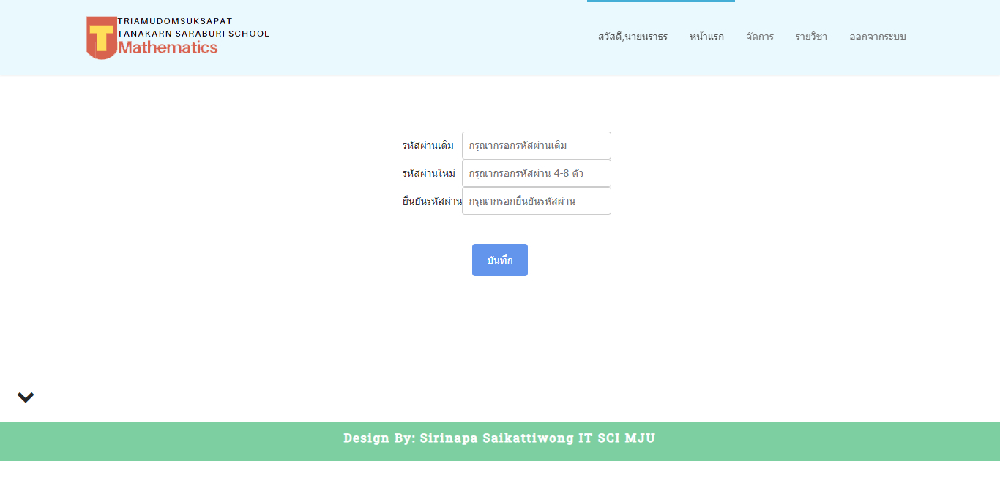 TRIAMUDOMSUKSAPAT
TANAKARN SARABURI SCHOOL
Mathematics
สวัสดี,นายนราธร หน้าแรก จัดการ รายวิชา ออกจากระบบ
รหัสผ่านเดิม กรุณากรอกรหัสผ่านเดิม
รหัสผ่านใหม่ กรุณากรอกรหัสผ่าน 4-8 ตัว
ยืนยันรหัสผ่าน กรุณากรอกยืนยันรหัสผ่าน
บันทึก
Design By: Sirinapa Saikattiwong IT SCI MJU